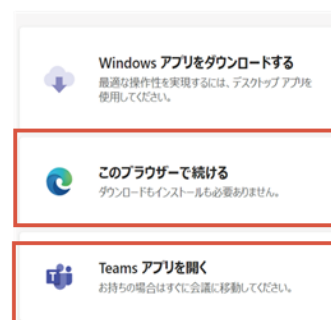 Windows アプリをダウンロードする
最適な操作性を実現するには、デスクトップ アプリを
使用してください。
このブラウザーで続ける
ダウンロードもインストールも必要ありません。
Teams アプリを開く
お持ちの場合はすぐに会議に移動してください。